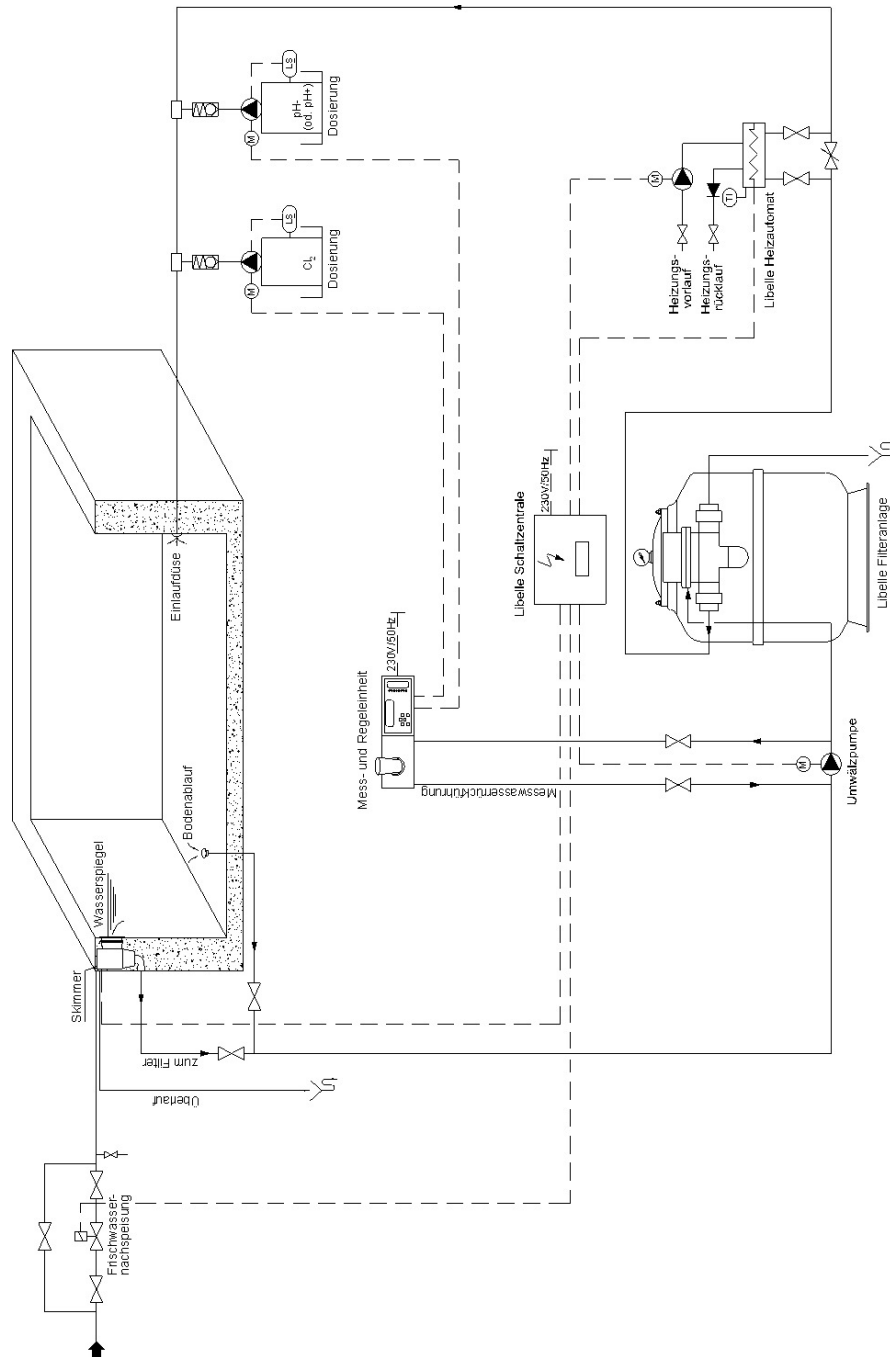 Skimmer
Wasserspiegel
Bodenablauf
Einlaufdüse
zum Filter
Überlauf
Frischwasser-
nachspeisung
M
LS
Cl₂
Dosierung
M
LS
pH-
(od. pH+)
Dosierung
Mess- und Regeleinheit
230V/50Hz
Messwasserrückführung
Libelle Schaltzentrale
230V/50Hz
M
Umwälzpumpe
Libelle Filteranlage
M
TI
Heizungs-
vorlauf
Heizungs-
rücklauf
Libelle Heizautomat